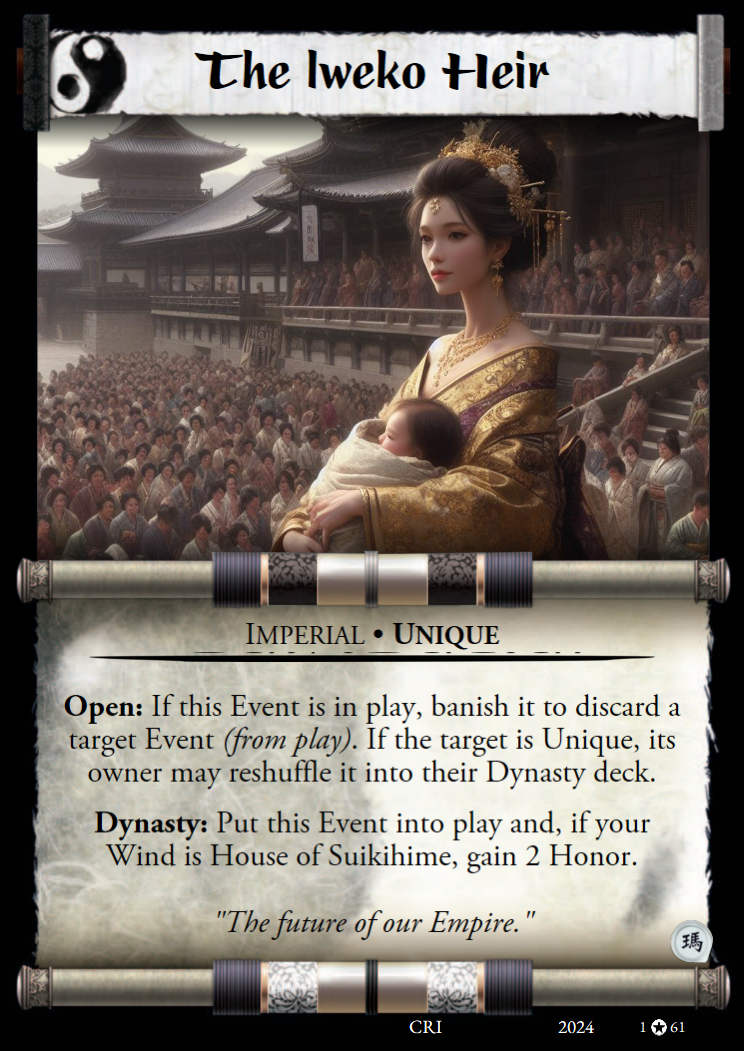 The Iweko Heir
IMPERIAL • UNIQUE
Open: If this Event is in play, banish it to discard a
target Event (from play). If the target is Unique, its
owner may reshuffle it into their Dynasty deck.
Dynasty: Put this Event into play and, if your
Wind is House of Suikihime, gain 2 Honor.
"The future of our Empire."
瑪
CRI 2024 1 ✪ 61